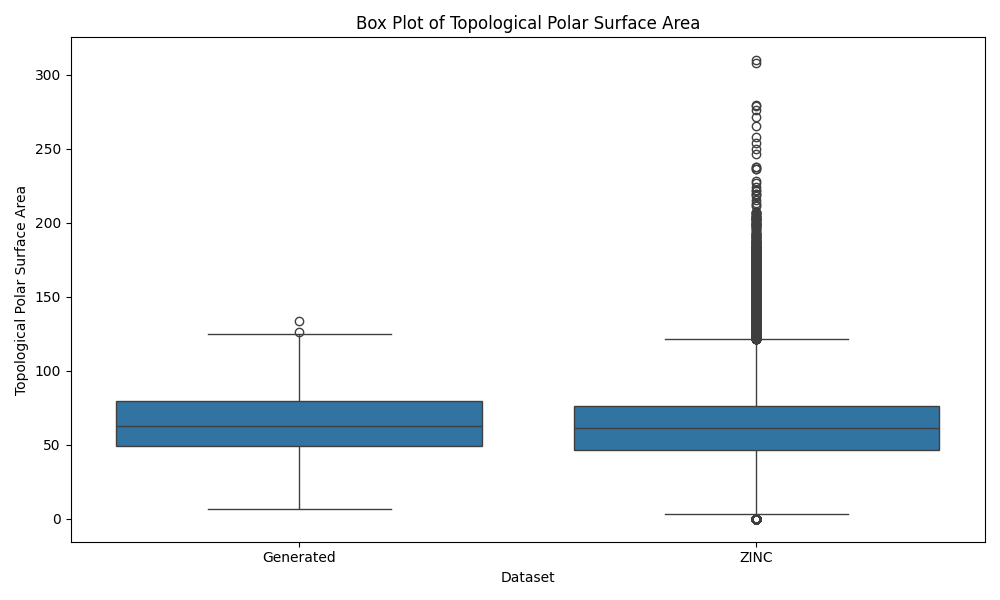 Box Plot of Topological Polar Surface Area
Topological Polar Surface Area
300
250
200
150
100
50
0
Generated
ZINC
Dataset